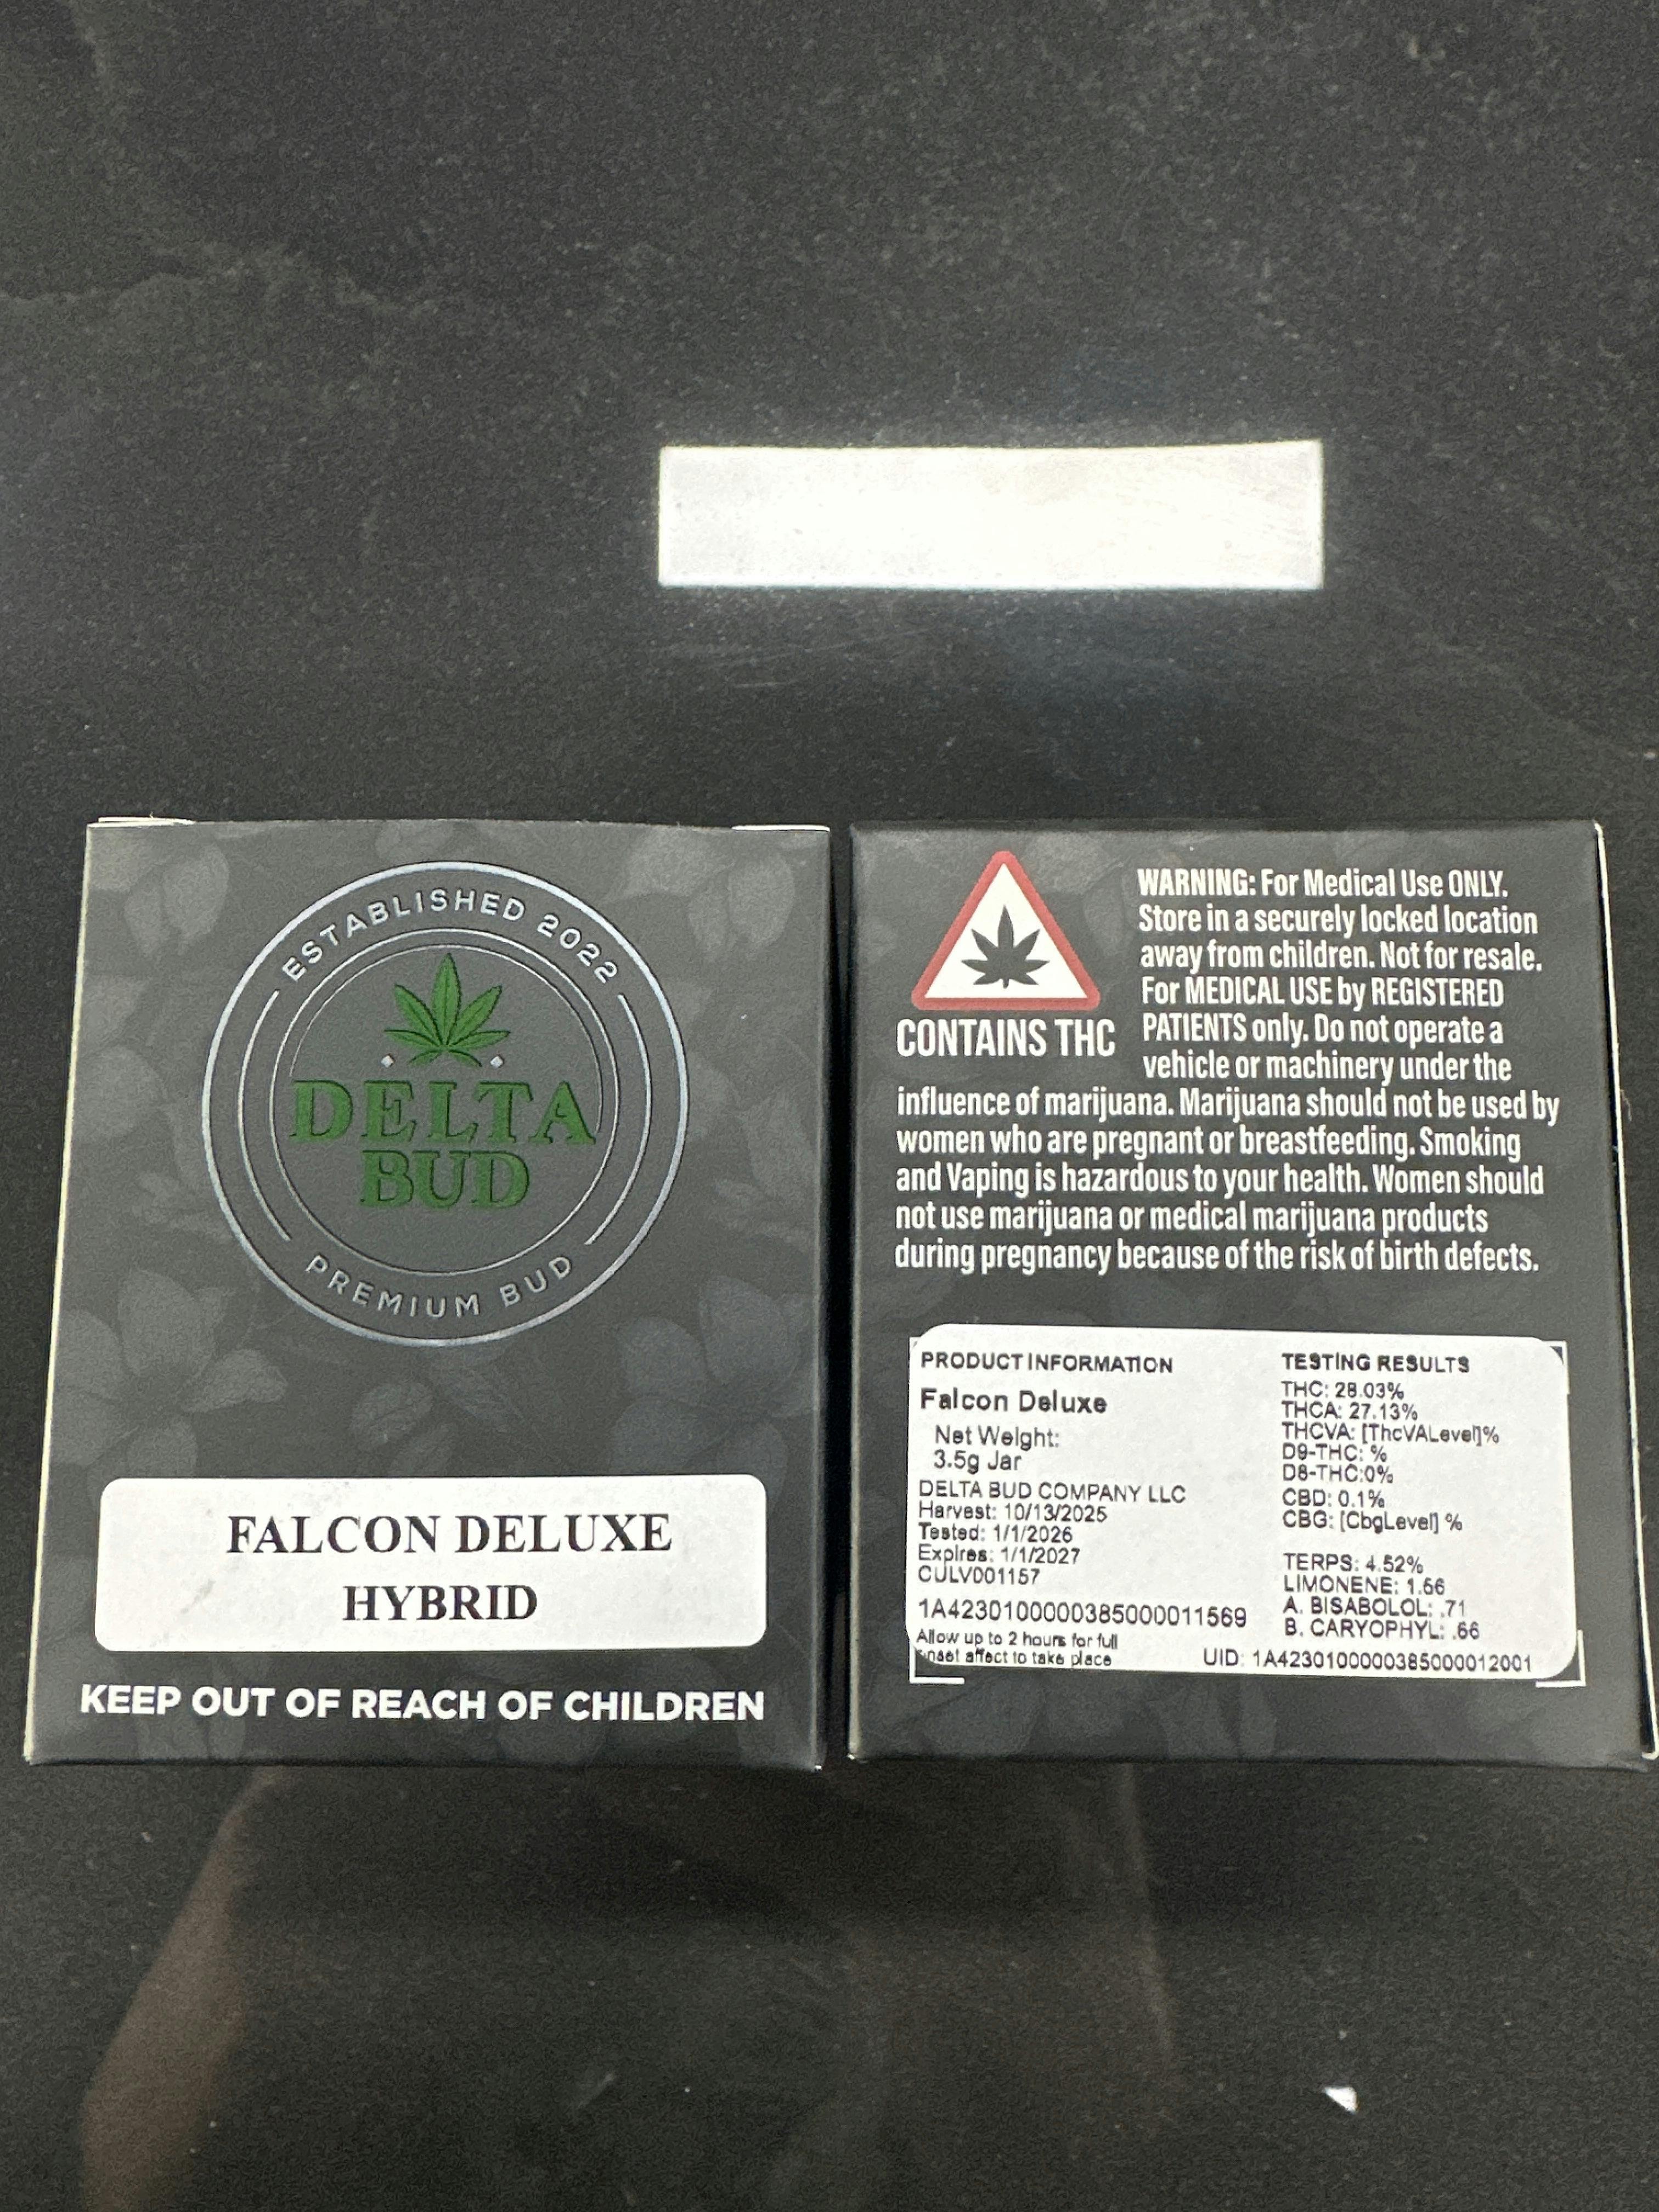 ESTABLISHED 2022
DELTA
BUD
PREMIUM BUD
FALCON DELUXE
HYBRID
KEEP OUT OF REACH OF CHILDREN
CONTAINS THC
WARNING: For Medical Use ONLY.
Store in a securely locked location
away from children. Not for resale.
For MEDICAL USE by REGISTERED
PATIENTS only. Do not operate a
vehicle or machinery under the
influence of marijuana. Marijuana should not be used by
women who are pregnant or breastfeeding. Smoking
and Vaping is hazardous to your health. Women should
not use marijuana or medical marijuana products
during pregnancy because of the risk of birth defects.
PRODUCT INFORMATION
Falcon Deluxe
Net Weight:
3.5g Jar
DELTA BUD COMPANY LLC
Harvest: 10/13/2025
Tested: 1/1/2026
Expires: 1/1/2027
CULV001157
1A4230100000385000011569
Allow up to 2 hours for full
onset affect to take place
TESTING RESULTS
THC: 28.03%
THCA: 27.13%
THCVA: [ThcVALevel]%
D9-THC: %
D8-THC:0%
CBD: 0.1%
CBG: [CbgLevel] %
TERPS: 4.52%
LIMONENE: 1.66
A. BISABOLOL: .71
B. CARYOPHYL: .66
UID: 1A4230100000385000012001